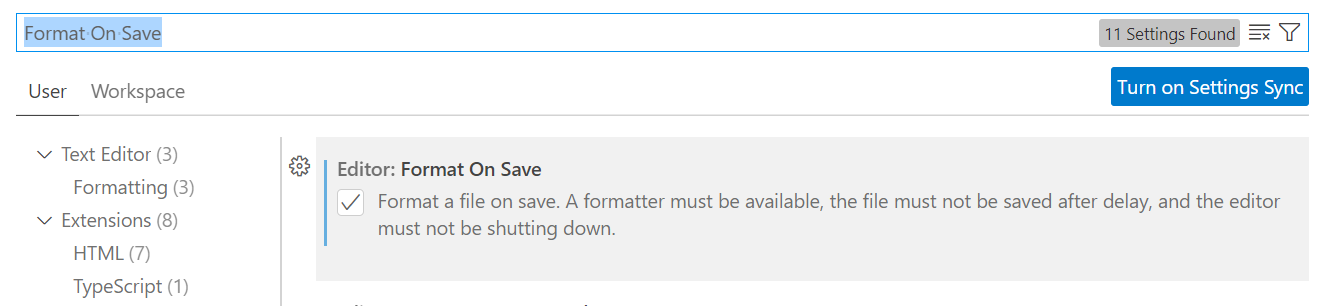 Format On Save
11 Settings Found
User
Workspace
Turn on Settings Sync
Text Editor (3)
Formatting (3)
Extensions (8)
HTML (7)
TypeScript (1)
Editor: Format On Save
Format a file on save. A formatter must be available, the file must not be saved after delay, and the editor
must not be shutting down.